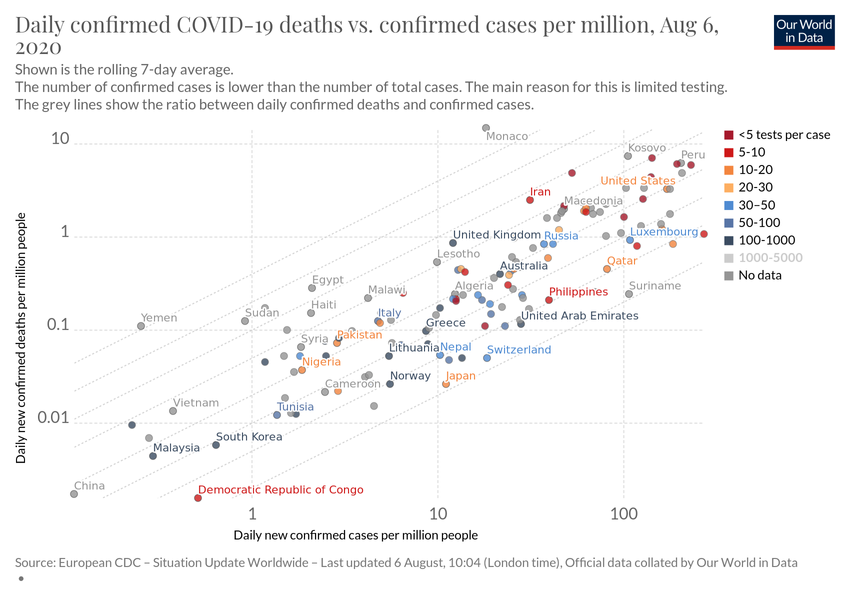 Daily confirmed COVID-19 deaths vs. confirmed cases per million, Aug 6,
2020
Our World
in Data
Shown is the rolling 7-day average.
The number of confirmed cases is lower than the number of total cases. The main reason for this is limited testing.
The grey lines show the ratio between daily confirmed deaths and confirmed cases.
Daily new confirmed deaths per million people
10
1
0.1
0.01
Monaco
Kosovo
Peru
United States
Iran
Macedonia
United Kingdom
Russia
Luxembourg
Lesotho
Australia
Qatar
Egypt
Malawi
Algeria
Philippines
Suriname
Yemen
Sudan
Haiti
Italy
Greece
United Arab Emirates
Syria
Pakistan
Lithuania
Nepal
Switzerland
Nigeria
Cameroon
Norway
Japan
Vietnam
Tunisia
Malaysia
South Korea
China
Democratic Republic of Congo
1
10
100
Daily new confirmed cases per million people
<5 tests per case
5-10
10-20
20-30
30–50
50-100
100-1000
1000-5000
No data
Source: European CDC – Situation Update Worldwide – Last updated 6 August, 10:04 (London time), Official data collated by Our World in Data